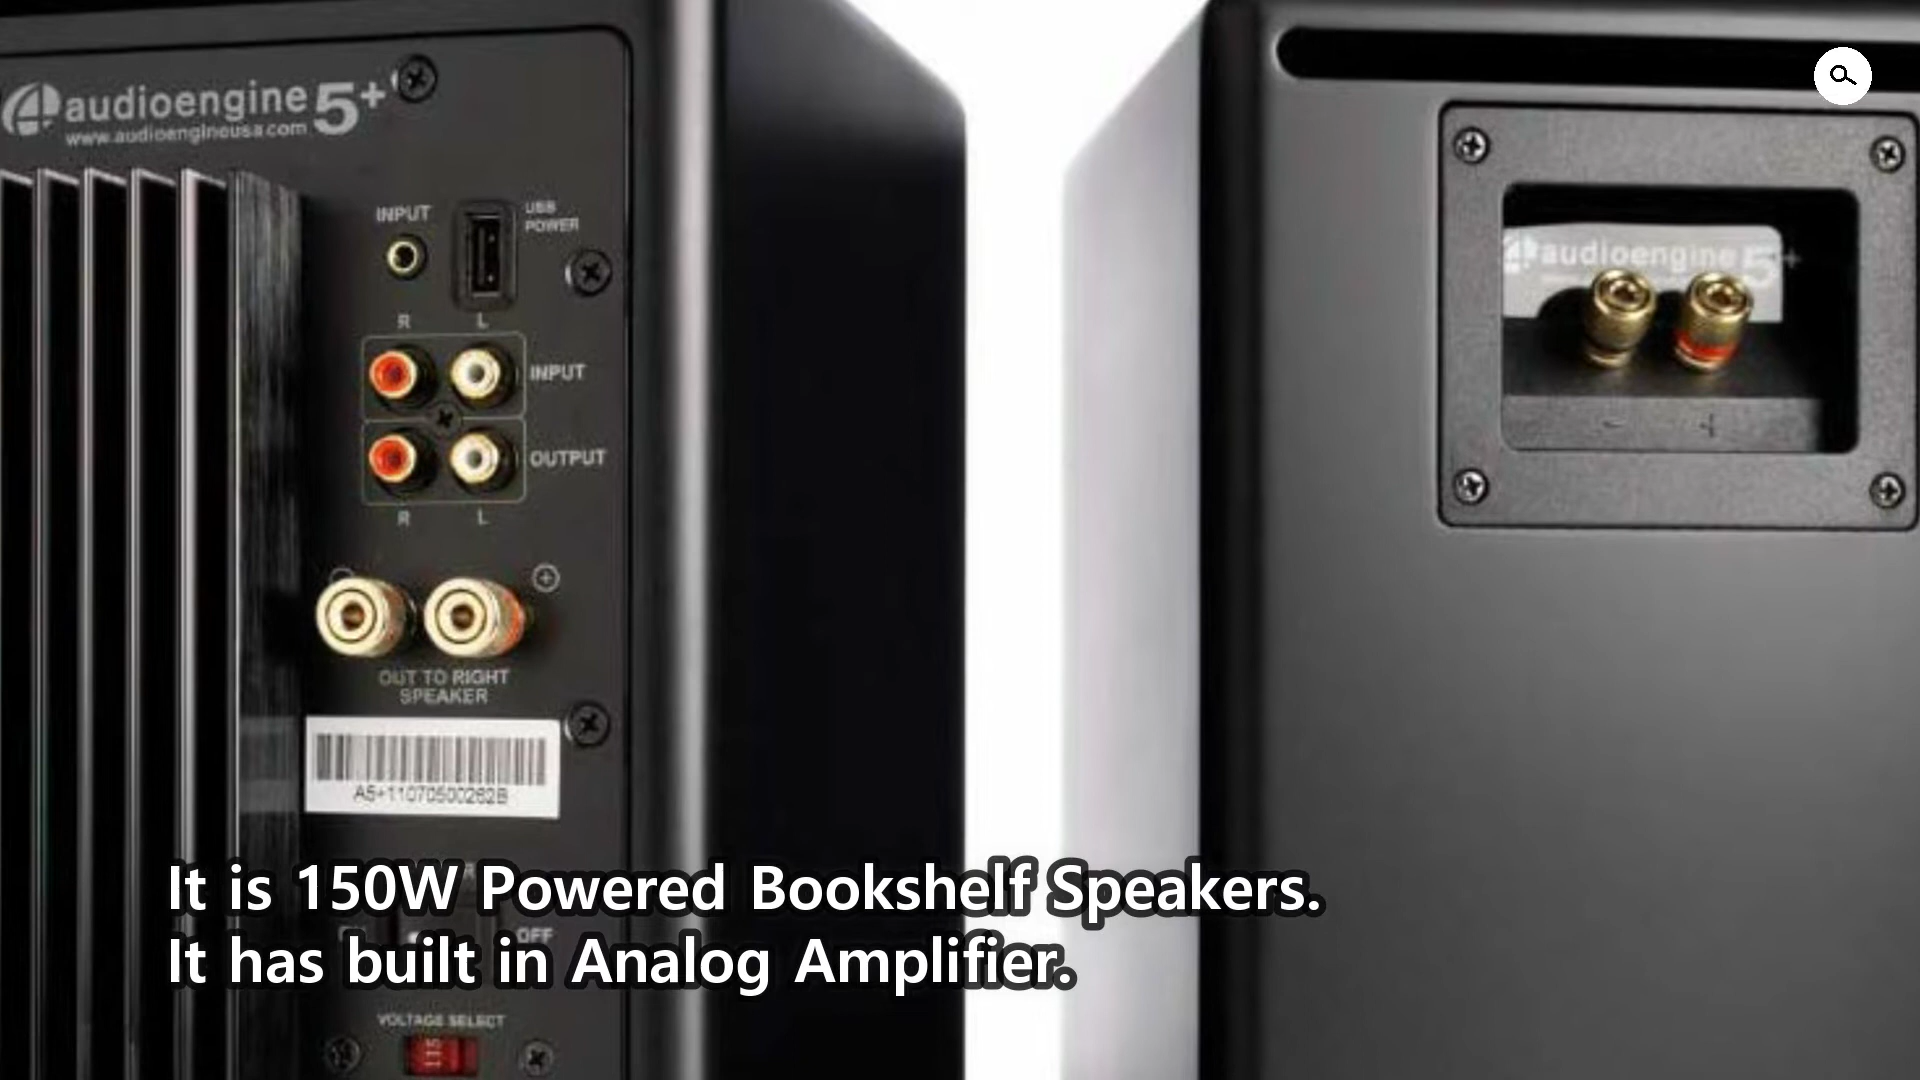 audioengine 5+
www.audioengineusa.com
INPUT
USB
POWER
R L
INPUT
OUTPUT
R L
OUT TO RIGHT
SPEAKER
A5+11070500262B
OFF
VOLTAGE SELECT
115
audioengine 5+
- +
It is 150W Powered Bookshelf Speakers.
It has built in Analog Amplifier.